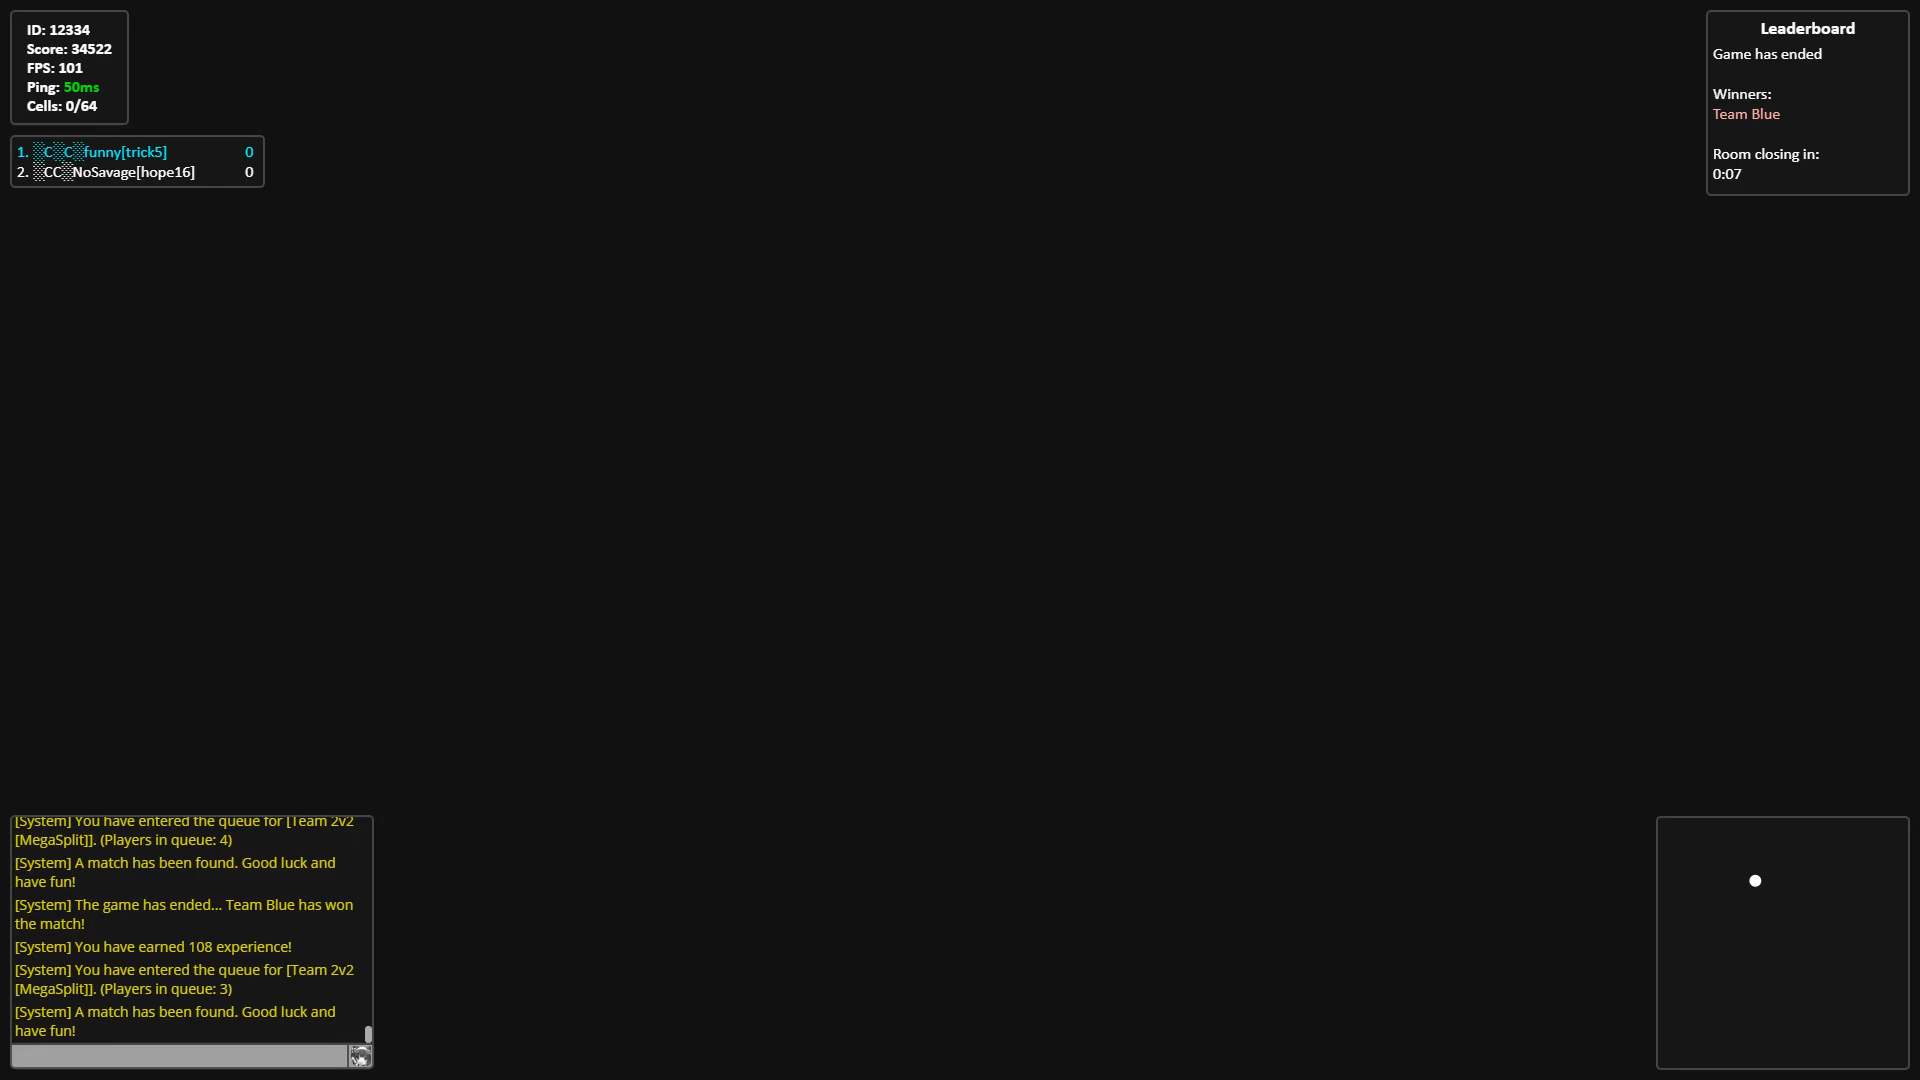 ID: 12334
Score: 34522
FPS: 101
Ping: 50ms
Cells: 0/64
1. ░C░C░funny[trick5] 0
2. ░CC░NoSavage[hope16] 0
Leaderboard
Game has ended
Winners:
Team Blue
Room closing in:
0:07
[System] You have entered the queue for [Team 2v2
[MegaSplit]]. (Players in queue: 4)
[System] A match has been found. Good luck and
have fun!
[System] The game has ended... Team Blue has won
the match!
[System] You have earned 108 experience!
[System] You have entered the queue for [Team 2v2
[MegaSplit]]. (Players in queue: 3)
[System] A match has been found. Good luck and
have fun!